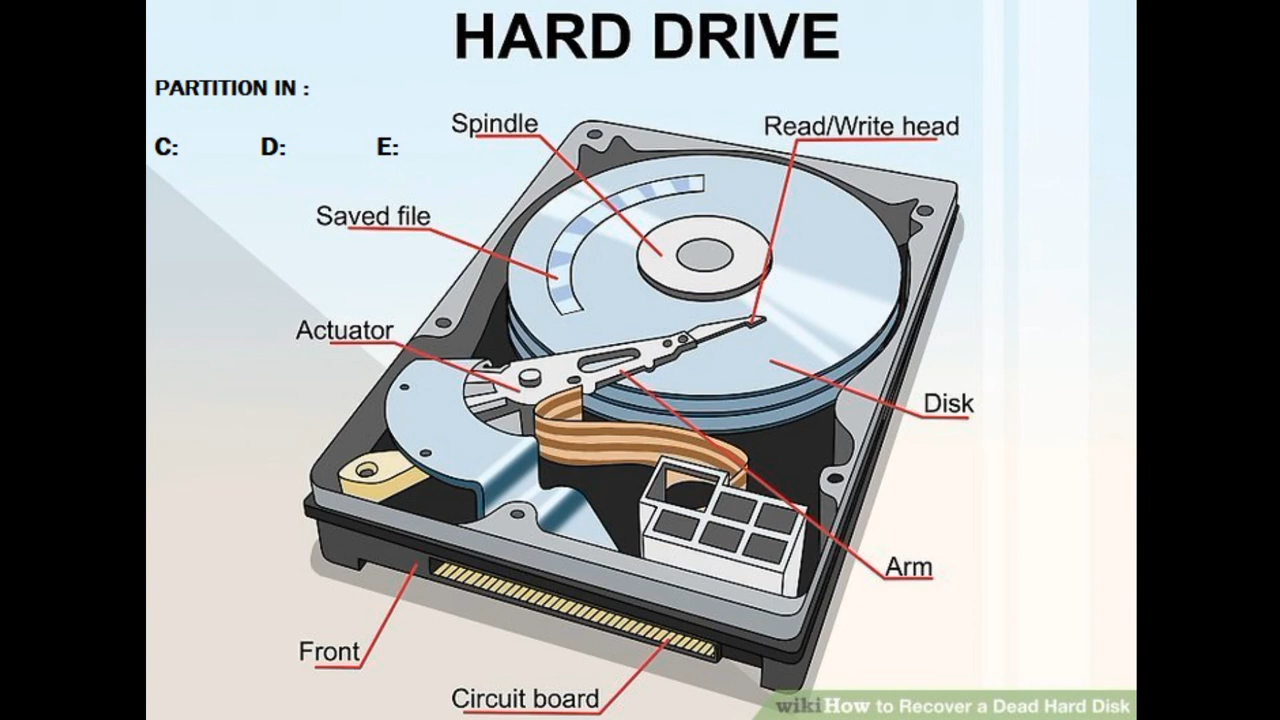 HARD DRIVE
PARTITION IN :
C: D: E:
Spindle
Read/Write head
Saved file
Actuator
Disk
Arm
Front
Circuit board
wikiHow to Recover a Dead Hard Disk